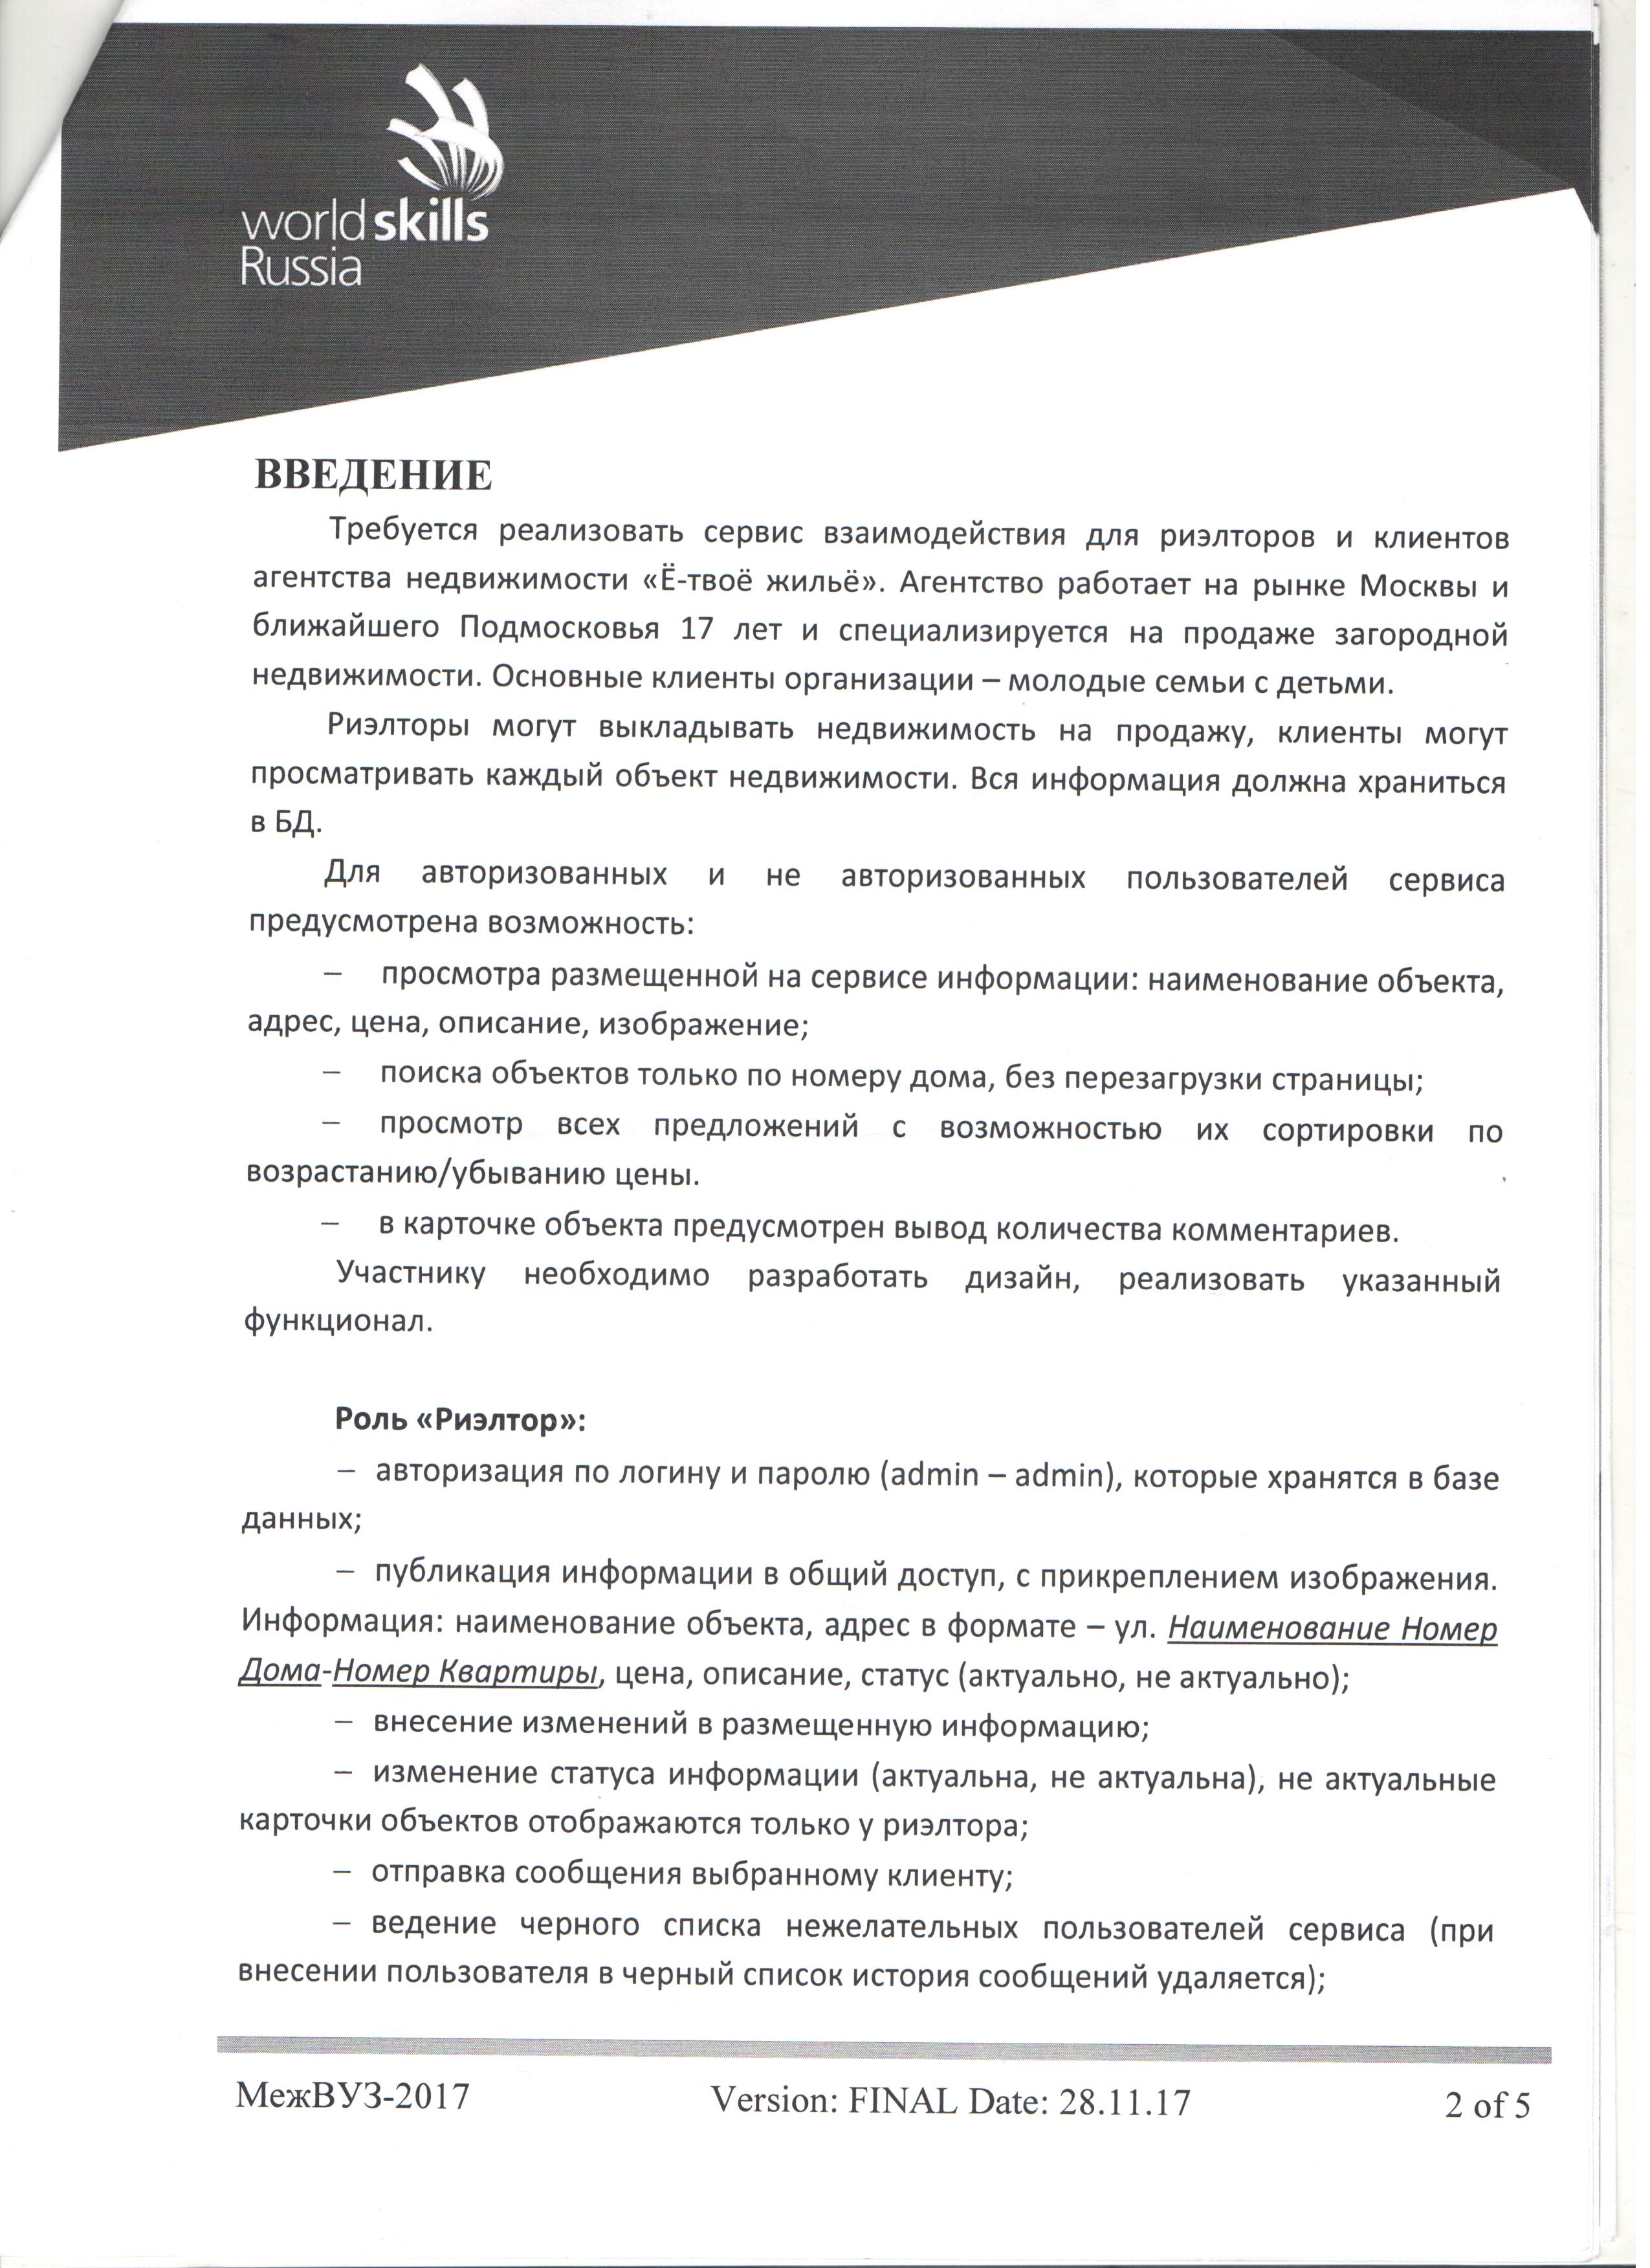 world skills
Russia
ВВЕДЕНИЕ
Требуется реализовать сервис взаимодействия для риэлторов и клиентов
агентства недвижимости «Ё-твоё жильё». Агентство работает на рынке Москвы и
ближайшего Подмосковья 17 лет и специализируется на продаже загородной
недвижимости. Основные клиенты организации – молодые семьи с детьми.
Риэлторы могут выкладывать недвижимость на продажу, клиенты могут
просматривать каждый объект недвижимости. Вся информация должна храниться
в БД.
Для авторизованных и не авторизованных пользователей сервиса
предусмотрена возможность:
– просмотра размещенной на сервисе информации: наименование объекта,
адрес, цена, описание, изображение;
– поиска объектов только по номеру дома, без перезагрузки страницы;
– просмотр всех предложений с возможностью их сортировки по
возрастанию/убыванию цены.
– в карточке объекта предусмотрен вывод количества комментариев.
Участнику необходимо разработать дизайн, реализовать указанный
функционал.
Роль «Риэлтор»:
– авторизация по логину и паролю (admin – admin), которые хранятся в базе
данных;
– публикация информации в общий доступ, с прикреплением изображения.
Информация: наименование объекта, адрес в формате – ул. Наименование Номер
Дома-Номер Квартиры, цена, описание, статус (актуально, не актуально);
– внесение изменений в размещенную информацию;
– изменение статуса информации (актуальна, не актуальна), не актуальные
карточки объектов отображаются только у риэлтора;
– отправка сообщения выбранному клиенту;
– ведение черного списка нежелательных пользователей сервиса (при
внесении пользователя в черный список история сообщений удаляется);
МежВУЗ-2017 Version: FINAL Date: 28.11.17 2 of 5